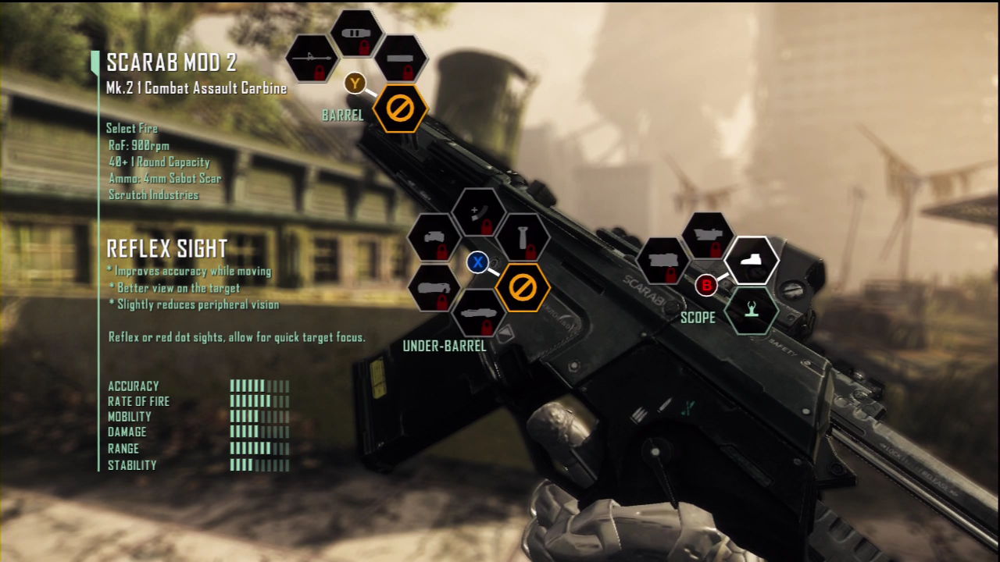 SCARAB MOD 2
Mk.2 1 Combat Assault Carbine
Select Fire
RoF: 900rpm
40+ 1 Round Capacity
Ammo: 4mm Sabot Scar
Scrutch Industries
REFLEX SIGHT
* Improves accuracy while moving
* Better view on the target
* Slightly reduces peripheral vision
Reflex or red dot sights, allow for quick target focus.
ACCURACY
RATE OF FIRE
MOBILITY
DAMAGE
RANGE
STABILITY
Y
BARREL
X
UNDER-BARREL
B
SCOPE
SCARAB
SAFETY